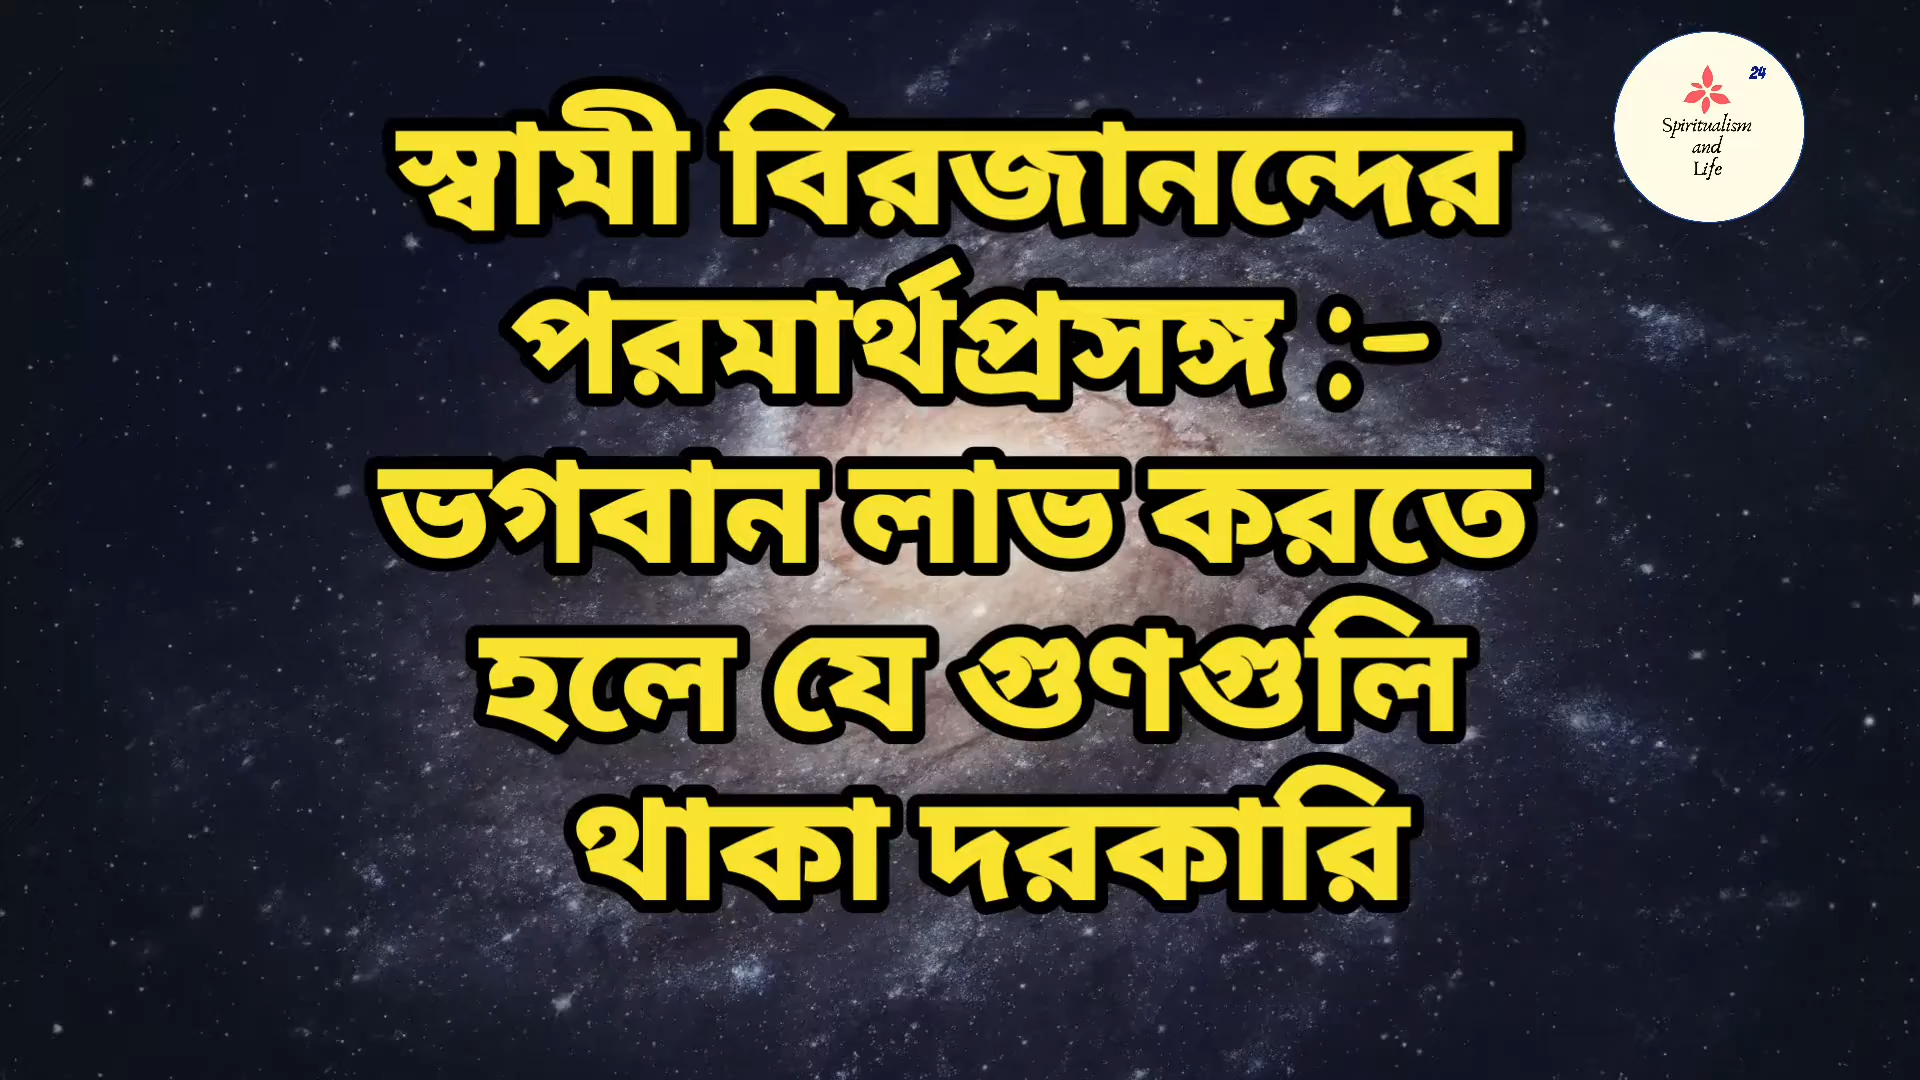 স্বামী বিরজানন্দের
পরমার্থপ্রসঙ্গ :-
ভগবান লাভ করতে
হলে যে গুণগুলি
থাকা দরকারি
24
Spiritualism
and
Life